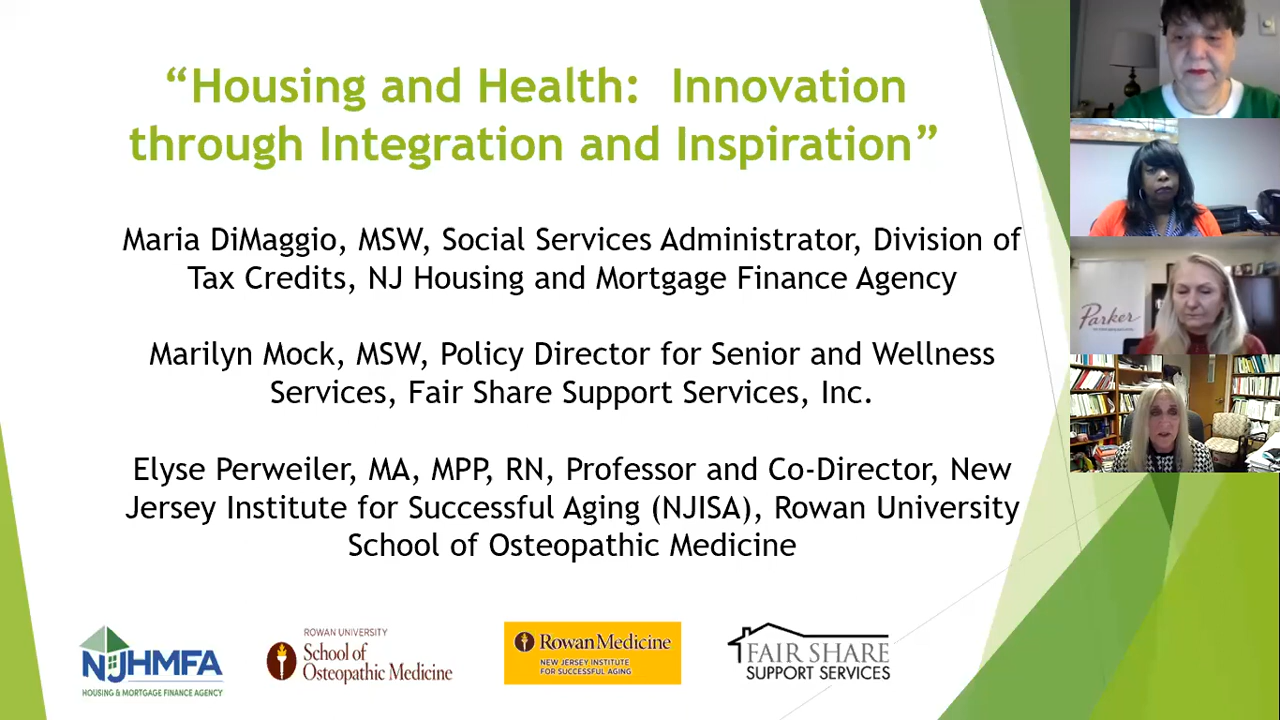 “Housing and Health: Innovation
through Integration and Inspiration”
Maria DiMaggio, MSW, Social Services Administrator, Division of
Tax Credits, NJ Housing and Mortgage Finance Agency
Marilyn Mock, MSW, Policy Director for Senior and Wellness
Services, Fair Share Support Services, Inc.
Elyse Perweiler, MA, MPP, RN, Professor and Co-Director, New
Jersey Institute for Successful Aging (NJISA), Rowan University
School of Osteopathic Medicine
Parker
NJHMFA
HOUSING & MORTGAGE FINANCE AGENCY
ROWAN UNIVERSITY
School of
Osteopathic Medicine
Rowan Medicine
NEW JERSEY INSTITUTE
FOR SUCCESSFUL AGING
FAIR SHARE
SUPPORT SERVICES